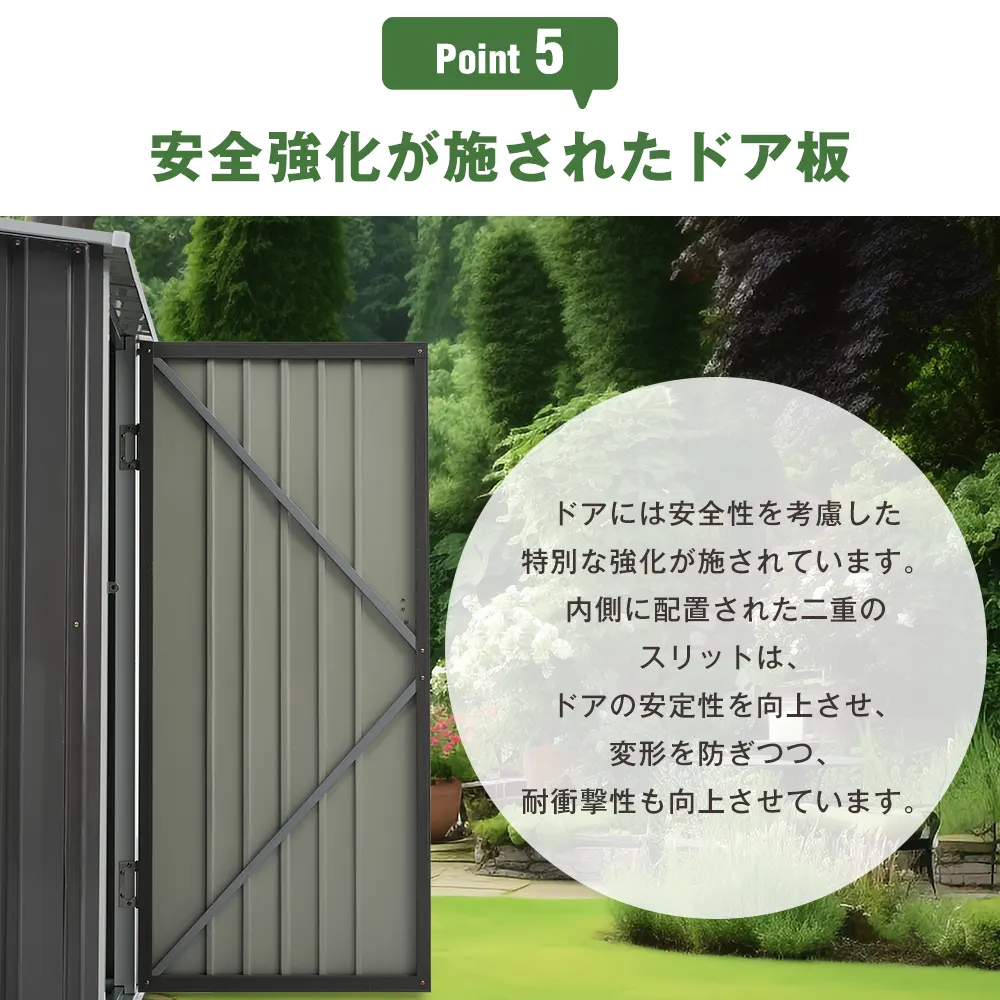 Point 5
安全強化が施されたドア板
ドアには安全性を考慮した
特別な強化が施されています。
内側に配置された二重の
スリットは、
ドアの安定性を向上させ、
変形を防ぎつつ、
耐衝撃性も向上させています。